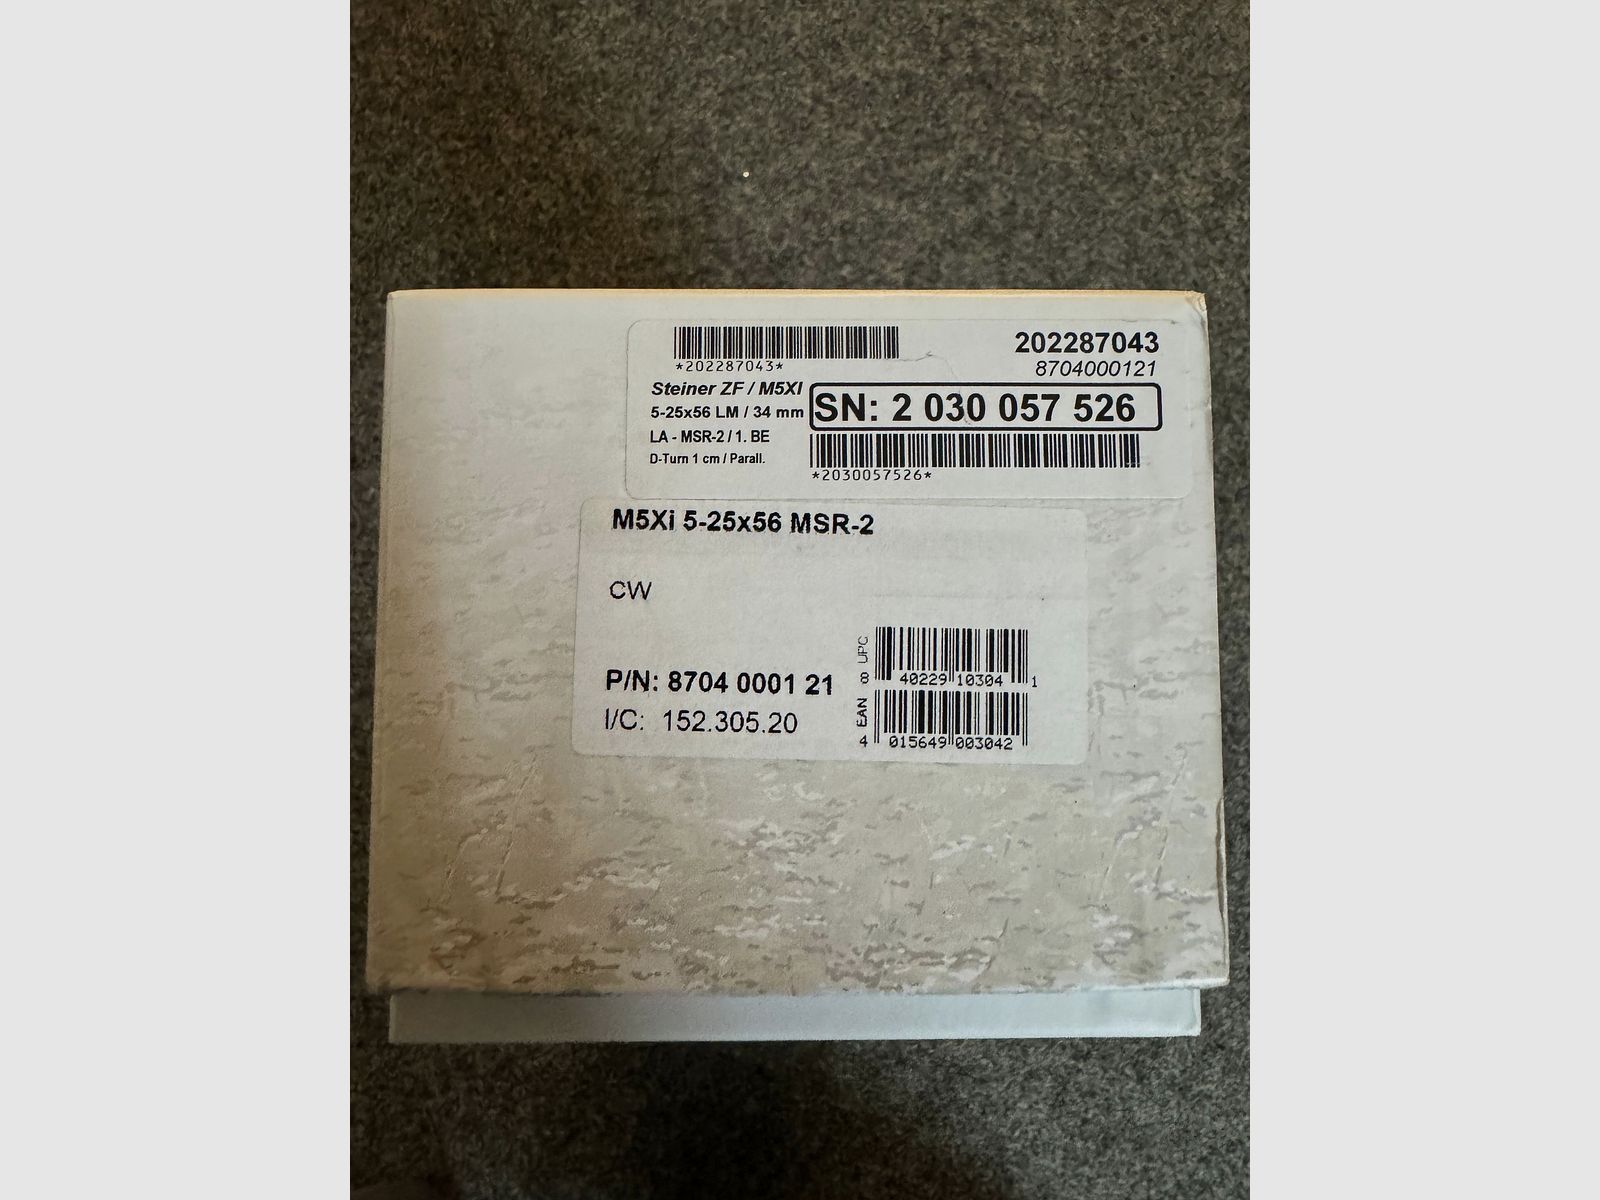 202287043
*202287043*
8704000121
Steiner ZF / M5XI
5-25x56 LM / 34 mm
SN: 2 030 057 526
LA - MSR-2 / 1. BE
D-Turn 1 cm / Parall.
*2030057526*
M5Xi 5-25x56 MSR-2
CW
UPC
8 40229 10304 1
P/N: 8704 0001 21
I/C: 152.305.20
EAN
4 015649 003042